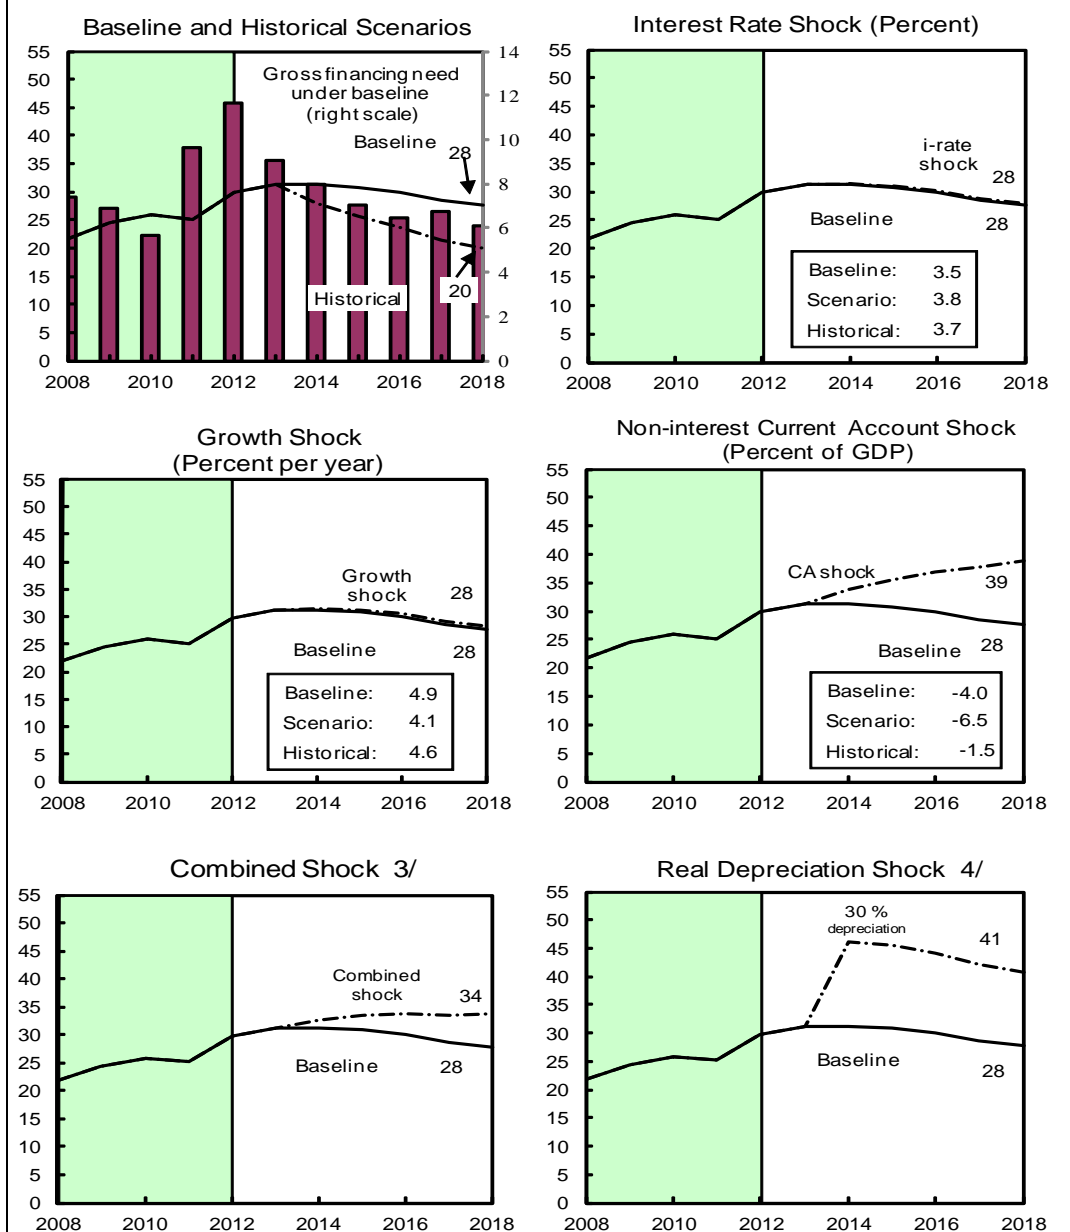 Baseline and Historical Scenarios
55
50
45
40
35
30
25
20
15
10
5
0
14
12
10
8
6
4
2
0
Gross financing need
under baseline
(right scale)
Baseline
28
Historical
20
2008 2010 2012 2014 2016 2018
Interest Rate Shock (Percent)
55
50
45
40
35
30
25
20
15
10
5
0
i-rate
shock
28
Baseline
28
Baseline: 3.5
Scenario: 3.8
Historical: 3.7
2008 2010 2012 2014 2016 2018
Growth Shock
(Percent per year)
55
50
45
40
35
30
25
20
15
10
5
0
Growth
shock
28
Baseline
28
Baseline: 4.9
Scenario: 4.1
Historical: 4.6
2008 2010 2012 2014 2016 2018
Non-interest Current Account Shock
(Percent of GDP)
55
50
45
40
35
30
25
20
15
10
5
0
CA shock
39
Baseline
28
Baseline: -4.0
Scenario: -6.5
Historical: -1.5
2008 2010 2012 2014 2016 2018
Combined Shock 3/
55
50
45
40
35
30
25
20
15
10
5
0
Combined
shock
34
Baseline
28
2008 2010 2012 2014 2016 2018
Real Depreciation Shock 4/
55
50
45
40
35
30
25
20
15
10
5
0
30 %
depreciation
41
Baseline
28
2008 2010 2012 2014 2016 2018